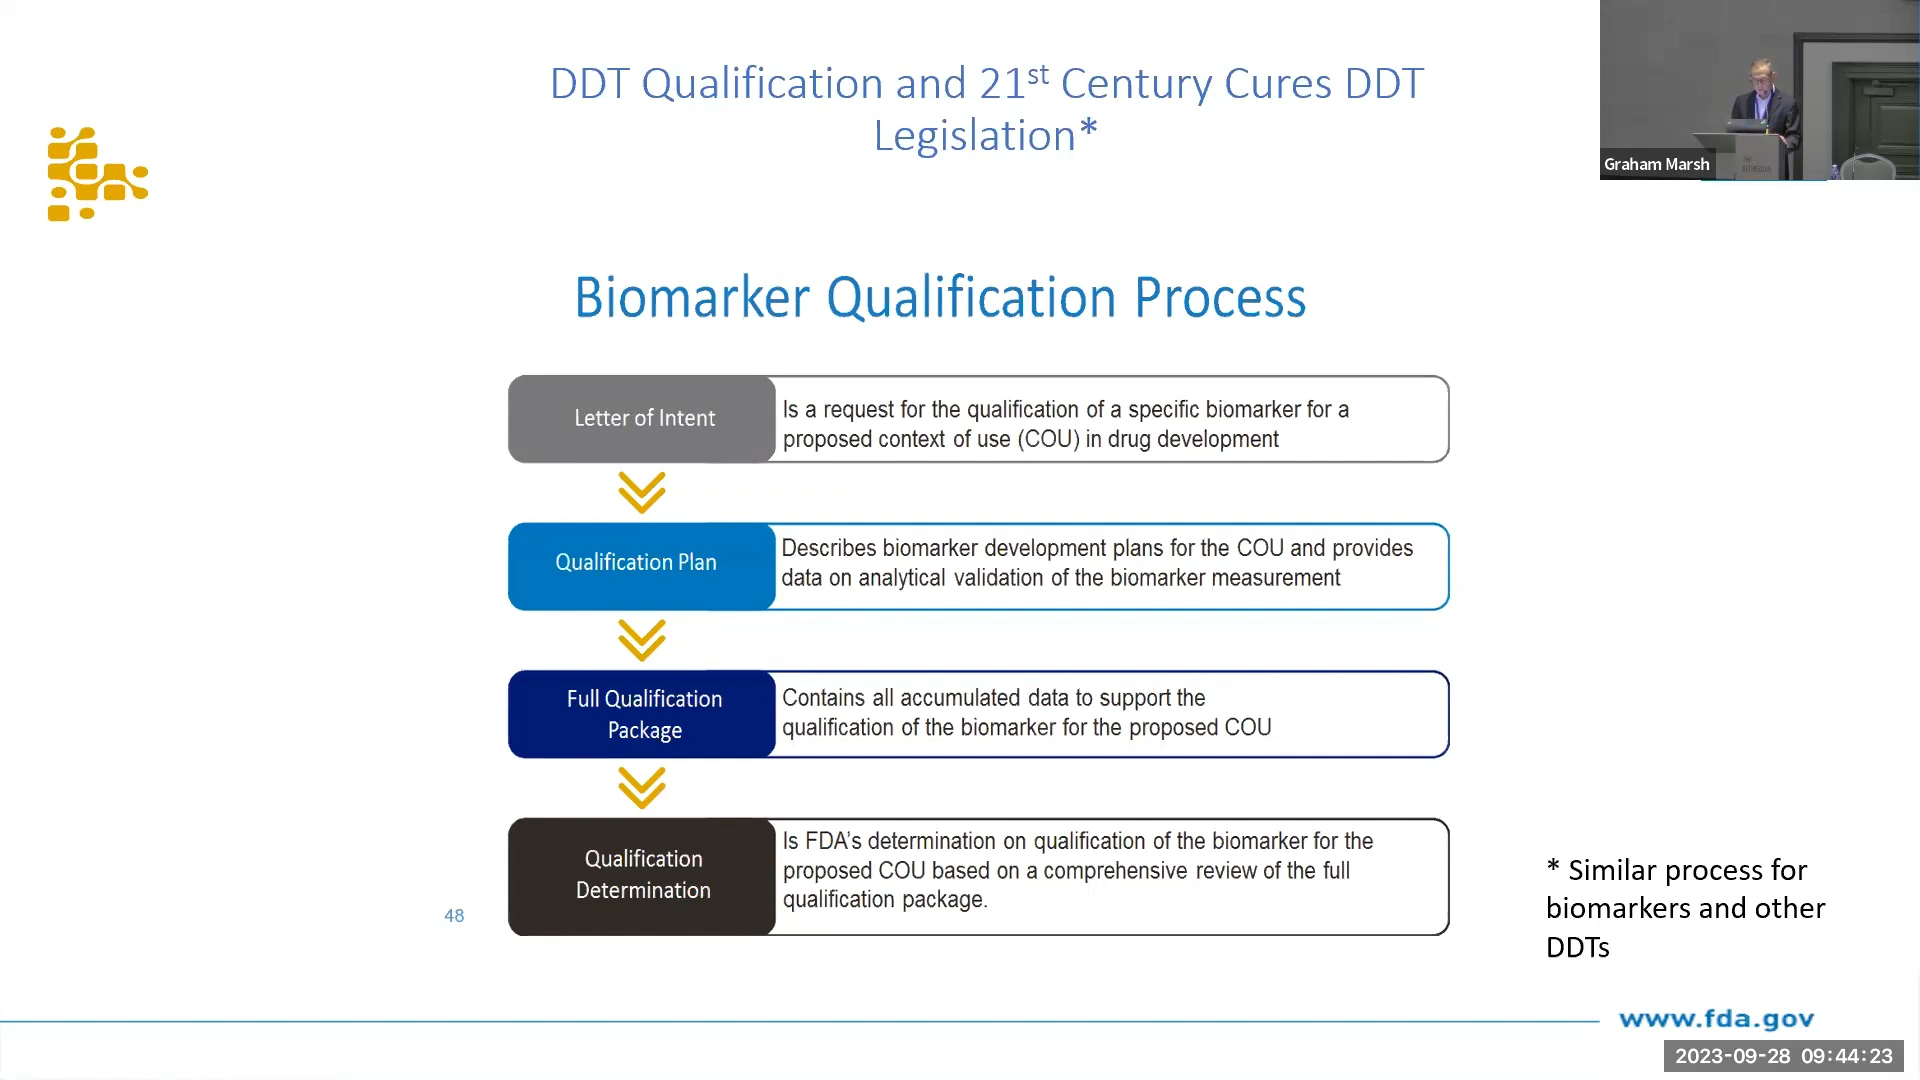 DDT Qualification and 21st Century Cures DDT
Legislation*
Graham Marsh
Biomarker Qualification Process
Letter of Intent
Is a request for the qualification of a specific biomarker for a
proposed context of use (COU) in drug development
Qualification Plan
Describes biomarker development plans for the COU and provides
data on analytical validation of the biomarker measurement
Full Qualification
Package
Contains all accumulated data to support the
qualification of the biomarker for the proposed COU
Qualification
Determination
Is FDA's determination on qualification of the biomarker for the
proposed COU based on a comprehensive review of the full
qualification package.
48
* Similar process for
biomarkers and other
DDTs
www.fda.gov
2023-09-28 09:44:23